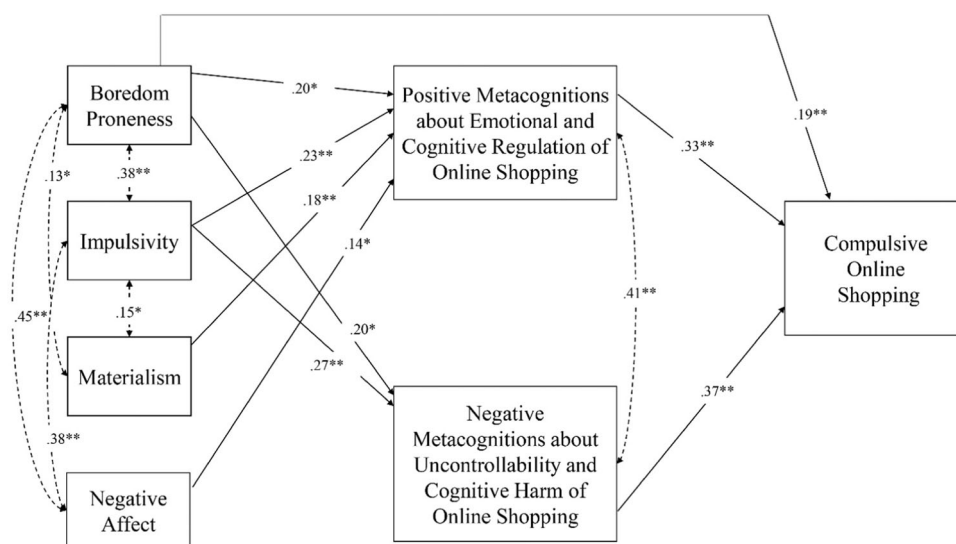 Boredom
Proneness
Impulsivity
Materialism
Negative
Affect
.13*
.38**
.15*
.45**
.38**
.20*
.23**
.18**
.14*
.20*
.27**
Positive Metacognitions
about Emotional and
Cognitive Regulation of
Online Shopping
Negative
Metacognitions about
Uncontrollability and
Cognitive Harm of
Online Shopping
.41**
.33**
.19**
.37**
Compulsive
Online
Shopping